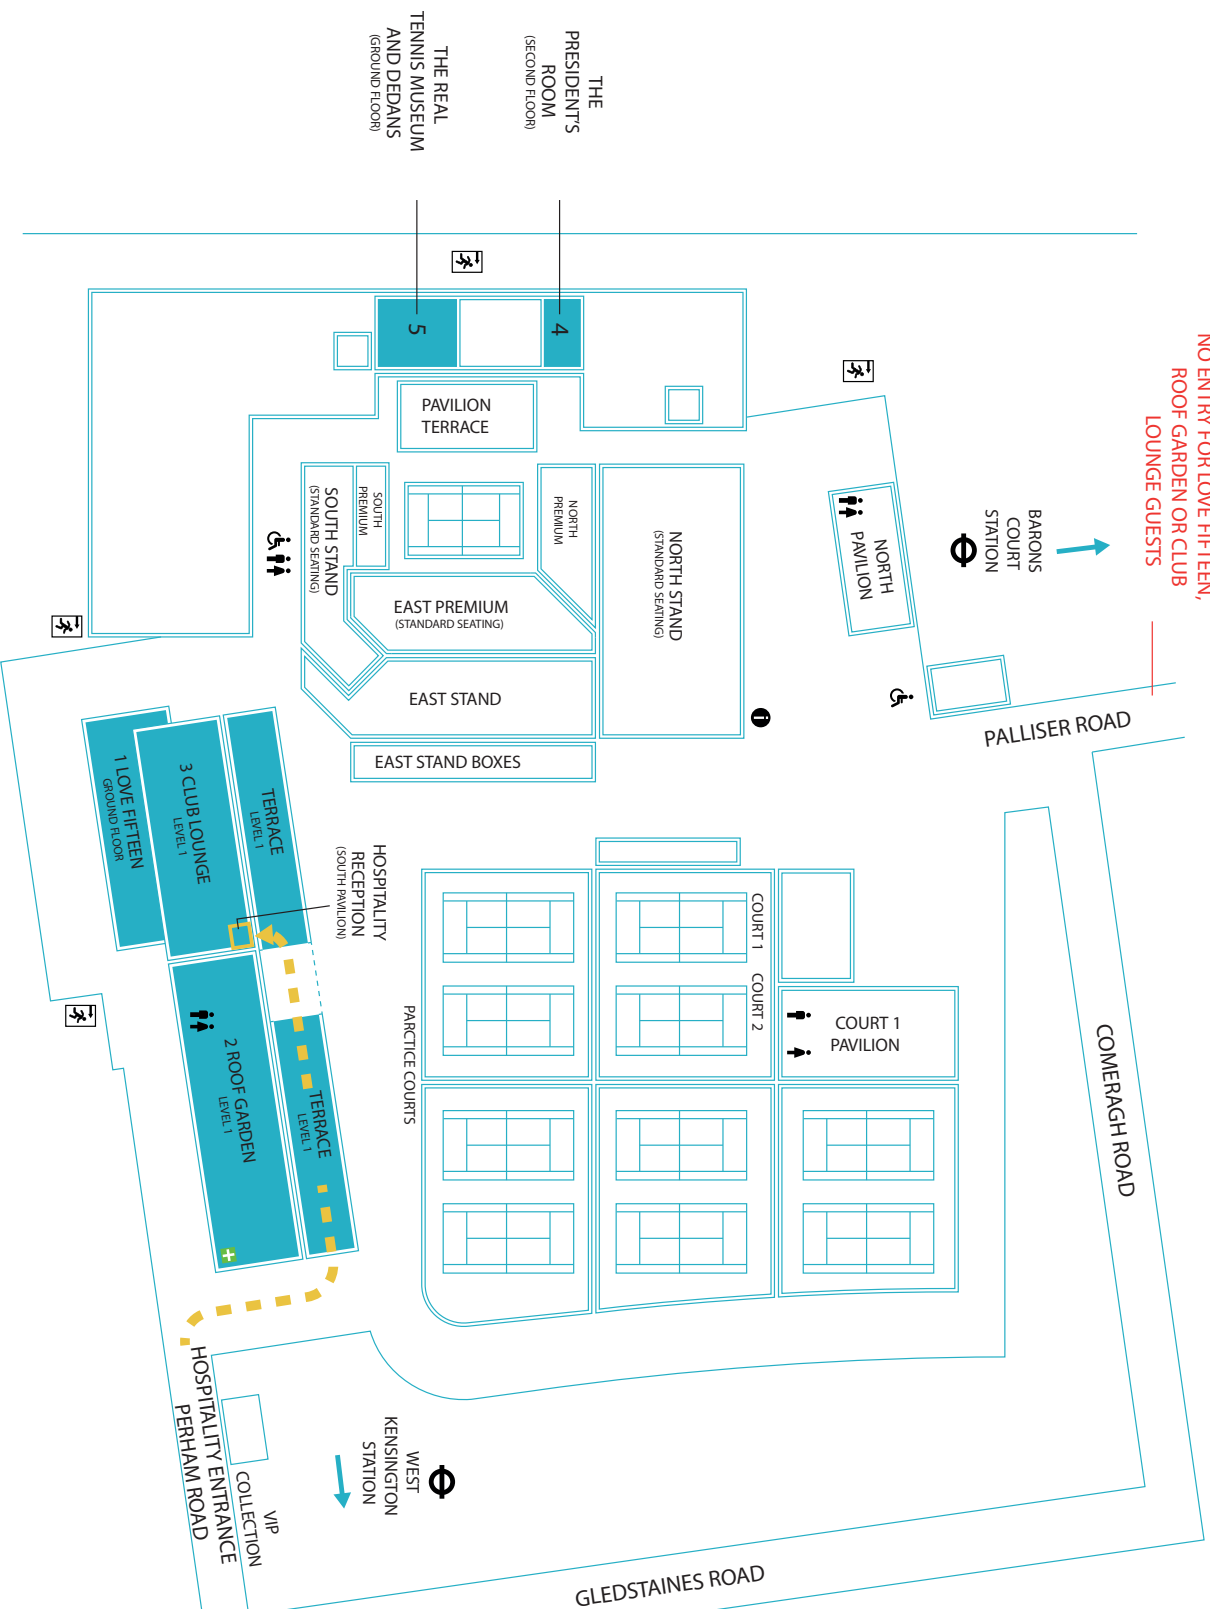 THE REAL
TENNIS MUSEUM
AND DEDANS
(GROUND FLOOR)
THE
PRESIDENT'S
ROOM
(SECOND FLOOR)
NO ENTRY FOR LOVE FIFTEEN,
ROOF GARDEN OR CLUB
LOUNGE GUESTS
5
4
PAVILION
TERRACE
BARONS
COURT
STATION
NORTH
PAVILION
SOUTH
PREMIUM
SOUTH STAND
(STANDARD SEATING)
NORTH
PREMIUM
NORTH STAND
(STANDARD SEATING)
EAST PREMIUM
(STANDARD SEATING)
EAST STAND
EAST STAND BOXES
i
PALLISER ROAD
1 LOVE FIFTEEN
GROUND FLOOR
3 CLUB LOUNGE
LEVEL 1
TERRACE
LEVEL 1
HOSPITALITY
RECEPTION
(SOUTH PAVILION)
COURT 1
COURT 2
COURT 1
PAVILION
PARCTICE COURTS
COMERAGH ROAD
2 ROOF GARDEN
LEVEL 1
TERRACE
LEVEL 1
HOSPITALITY ENTRANCE
PERHAM ROAD
VIP
COLLECTION
WEST
KENSINGTON
STATION
GLEDSTAINES ROAD